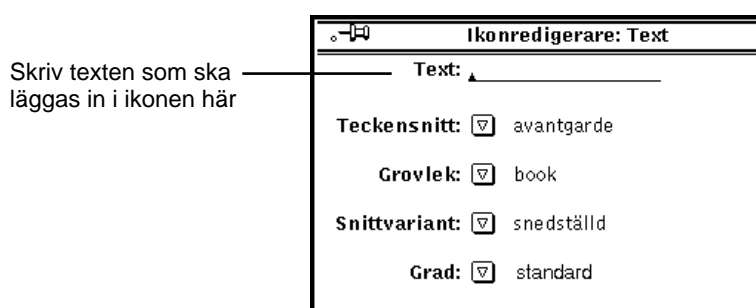 Ikonredigerare: Text
Skriv texten som ska
läggas in i ikonen här
Text:
Teckensnitt: avantgarde
Grovlek: book
Snittvariant: snedställd
Grad: standard